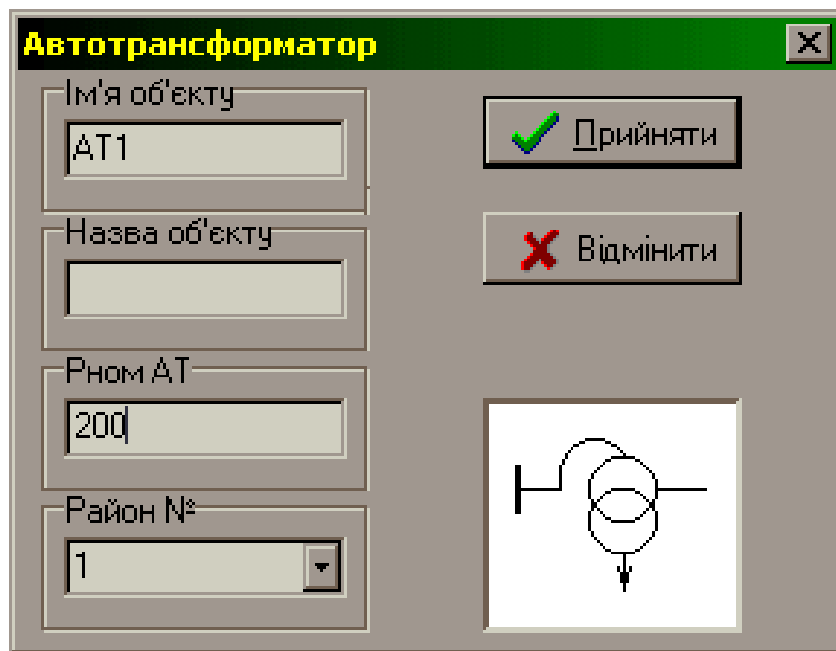 Автотрансформатор
Ім'я об'єкту
АТ1
Прийняти
Назва об'єкту
Відмінити
Рном АТ
200
Район №
1